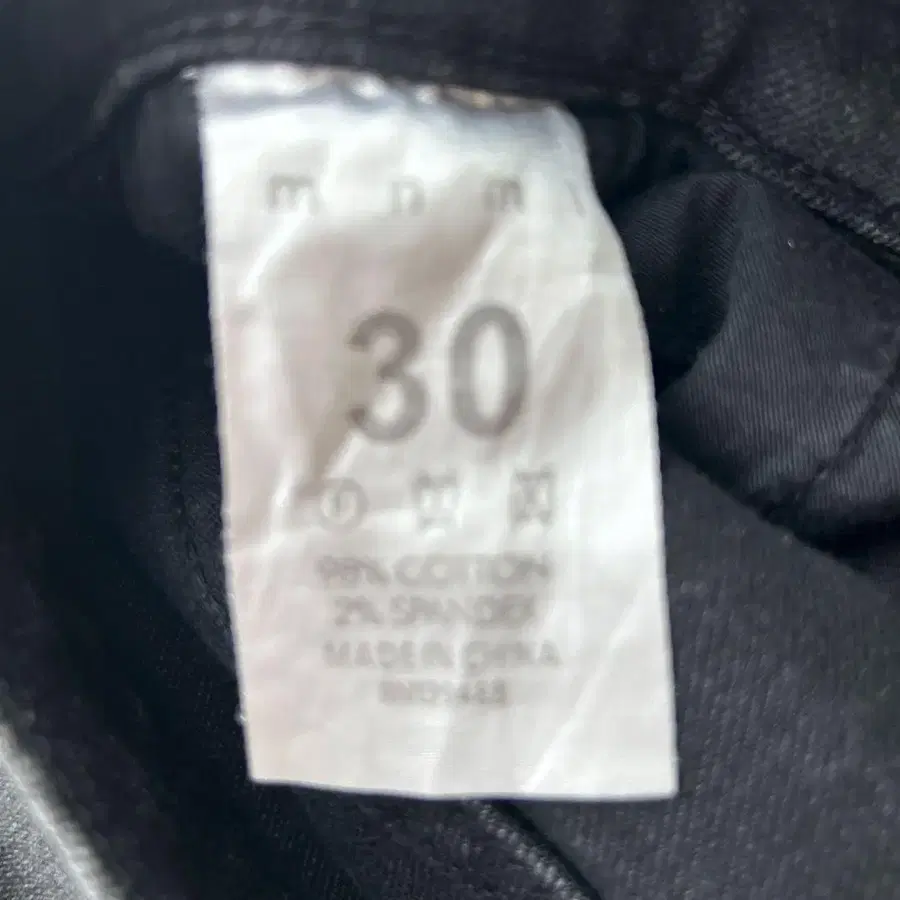 m n m l
30
98% COTTON
2% SPANDEX
MADE IN CHINA